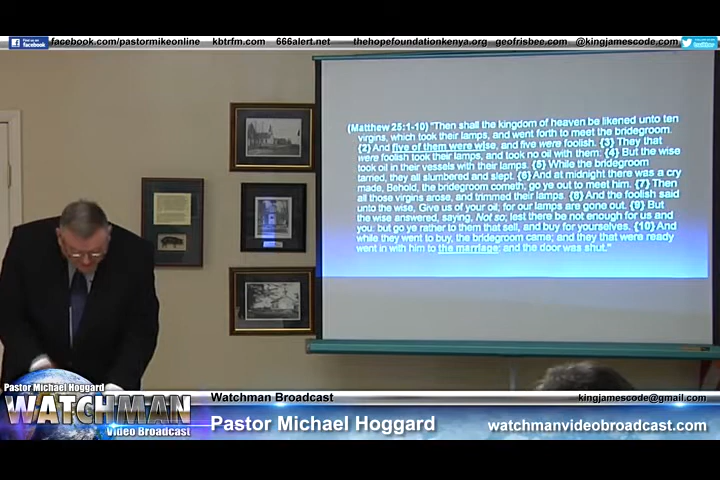 Find us on facebook
facebook.com/pastormikeonline kbtrfm.com 666alert.net thehopefoundationkenya.org geofrisbee.com @kingjamescode.com
twitter
(Matthew 25:1-10) "Then shall the kingdom of heaven be likened unto ten
virgins, which took their lamps, and went forth to meet the bridegroom.
{2} And five of them were wise, and five were foolish. {3} They that
were foolish took their lamps, and took no oil with them: {4} But the wise
took oil in their vessels with their lamps. {5} While the bridegroom
tarried, they all slumbered and slept. {6} And at midnight there was a cry
made, Behold, the bridegroom cometh; go ye out to meet him. {7} Then
all those virgins arose, and trimmed their lamps. {8} And the foolish said
unto the wise, Give us of your oil; for our lamps are gone out. {9} But
the wise answered, saying, Not so; lest there be not enough for us and
you: but go ye rather to them that sell, and buy for yourselves. {10} And
while they went to buy, the bridegroom came; and they that were ready
went in with him to the marriage: and the door was shut."
Pastor Michael Hoggard
WATCHMAN
Video Broadcast
Watchman Broadcast
kingjamescode@gmail.com
Pastor Michael Hoggard
watchmanvideobroadcast.com